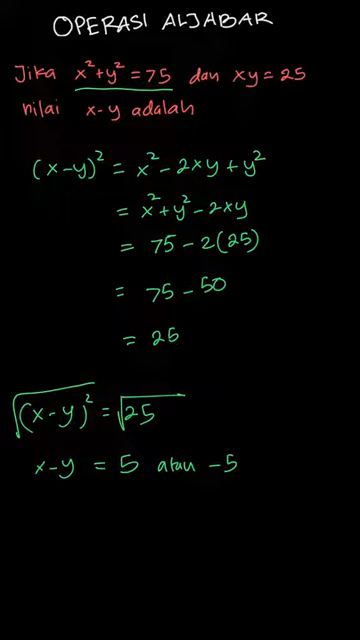 OPERASI ALJABAR
Jika x²+y²=75 dan xy=25
nilai x-y adalah
(x-y)² = x² - 2xy + y²
= x² + y² - 2xy
= 75 - 2(25)
= 75 - 50
= 25
√(x-y)² = √25
x-y = 5 atau -5